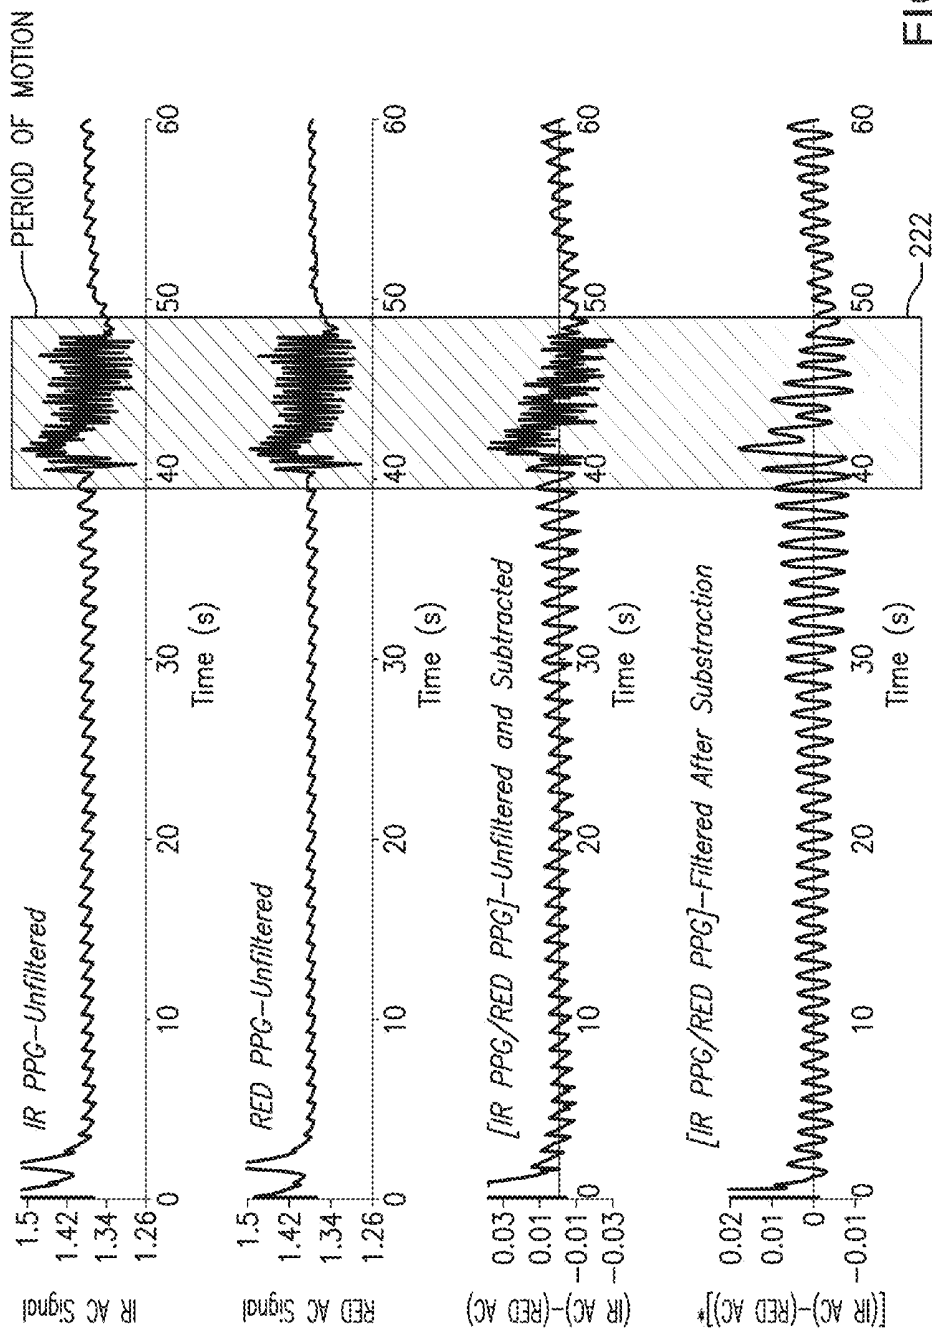 PERIOD OF MOTION
IR PPG-Unfiltered
IR AC Signal
1.5
1.42
1.34
1.26
0 10 20 30 40 50 60
Time (s)
RED PPG-Unfiltered
RED AC Signal
1.5
1.42
1.34
1.26
0 10 20 30 40 50 60
Time (s)
[IR PPG/RED PPG]-Unfiltered and Subtracted
(IR AC)-(RED AC)
0.03
0.01
-0.01
-0.03
0 10 20 30 40 50 60
Time (s)
[IR PPG/RED PPG]-Filtered After Substraction
[(IR AC)-(RED AC)]*
0.02
0.01
0
-0.01
0 10 20 30 40 50 60
Time (s)
222